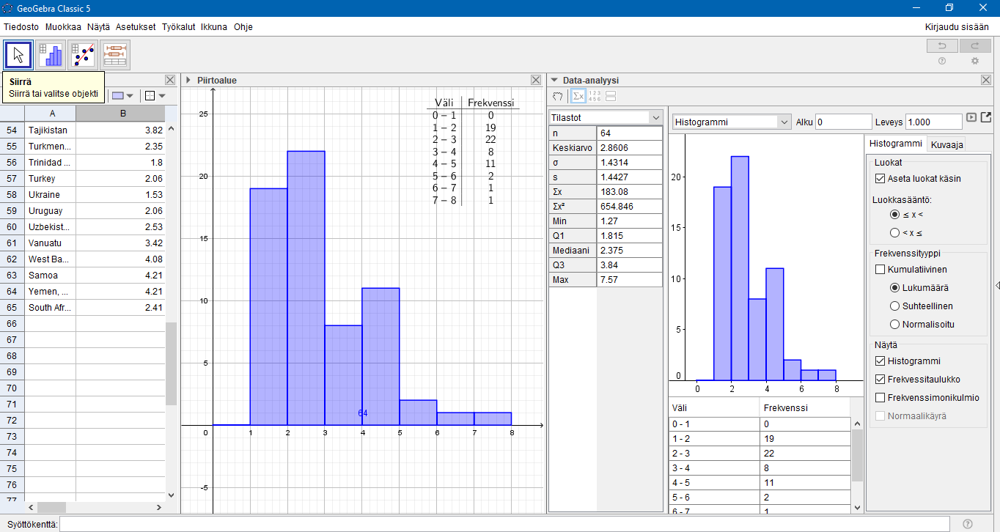 GeoGebra Classic 5
Tiedosto Muokkaa Näytä Asetukset Työkalut Ikkuna Ohje
Kirjaudu sisään
Siirrä
Siirrä tai valitse objekti
A B
54 Tajikistan 3.82
55 Turkmen... 2.35
56 Trinidad ... 1.8
57 Turkey 2.06
58 Ukraine 1.53
59 Uruguay 2.06
60 Uzbekist... 2.53
61 Vanuatu 3.42
62 West Ba... 4.08
63 Samoa 4.21
64 Yemen, ... 4.21
65 South Afr... 2.41
66
67
68
69
70
71
72
73
74
75
76
77
Piirtoalue
Väli Frekvenssi
0 – 1 0
1 – 2 19
2 – 3 22
3 – 4 8
4 – 5 11
5 – 6 2
6 – 7 1
7 – 8 1
25
20
15
10
5
64
0 1 2 3 4 5 6 7 8
-5
Data-analyysi
Σx 1 2 3 4 5 6
Tilastot
n 64
Keskiarvo 2.8606
σ 1.4314
s 1.4427
Σx 183.08
Σx² 654.846
Min 1.27
Q1 1.815
Mediaani 2.375
Q3 3.84
Max 7.57
Histogrammi Alku 0 Leveys 1.000
20
15
10
5
0
0 2 4 6 8
Väli Frekvenssi
0 - 1 0
1 - 2 19
2 - 3 22
3 - 4 8
4 - 5 11
5 - 6 2
6 - 7 1
Histogrammi Kuvaaja
Luokat
Aseta luokat käsin
Luokkasääntö:
≤ x <
< x ≤
Frekvenssityyppi
Kumulatiivinen
Lukumäärä
Suhteellinen
Normalisoitu
Näytä
Histogrammi
Frekvessitaulukko
Frekvenssimonikulmio
Normaalikäyrä
Syöttökenttä: